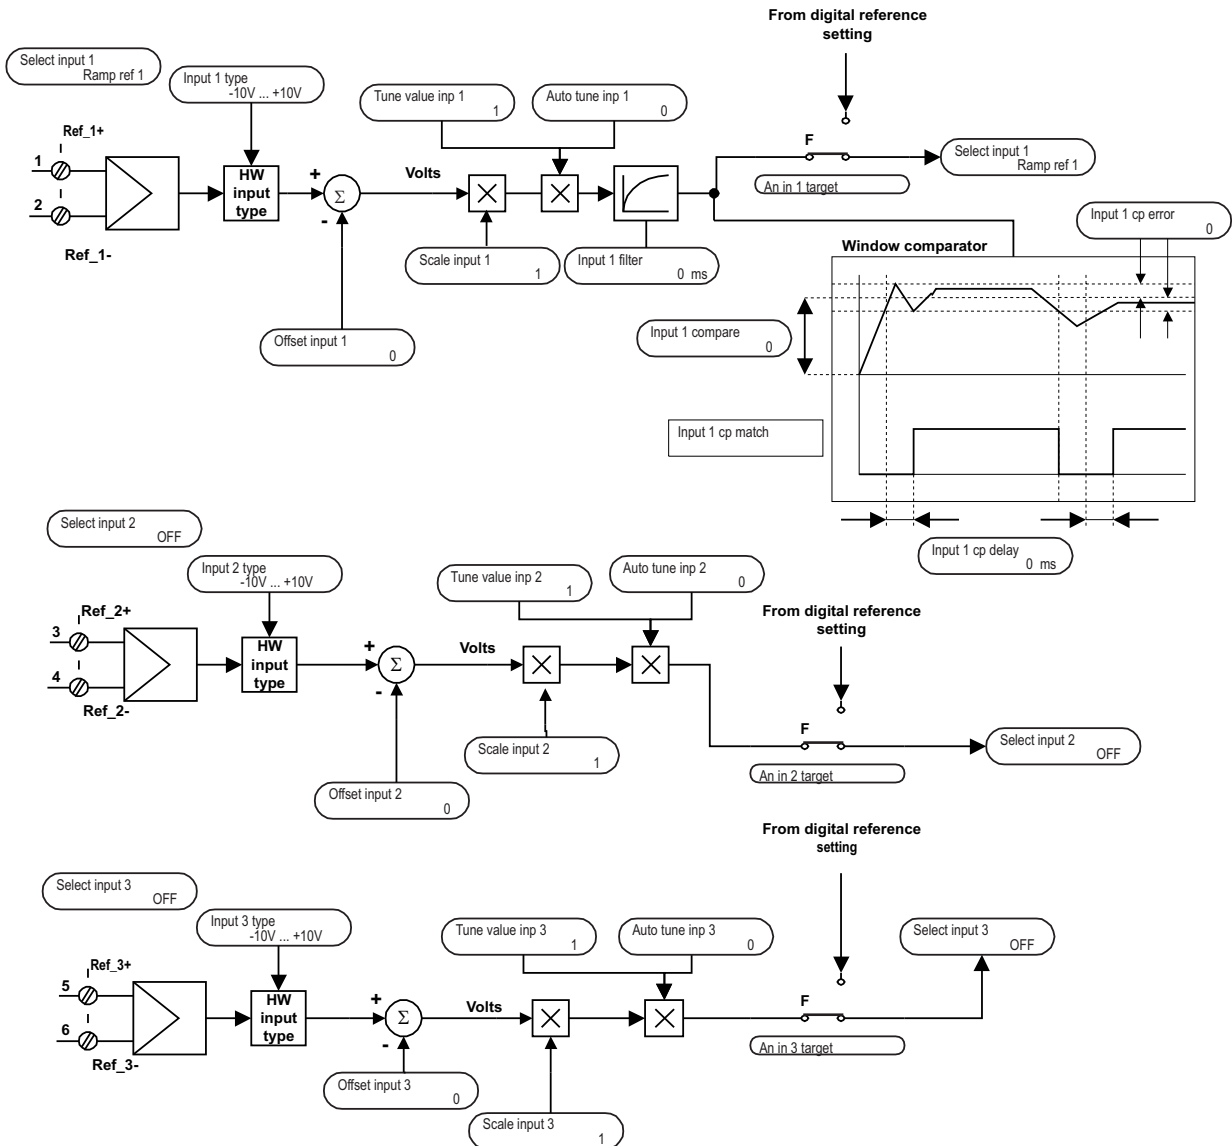 From digital reference
setting
Select input 1
Ramp ref 1
Input 1 type
-10V ... +10V
Tune value inp 1
1
Auto tune inp 1
0
Ref_1+
1
2
Ref_1-
HW
input
type
+
Σ
-
Volts
F
An in 1 target
Select input 1
Ramp ref 1
Scale input 1
1
Input 1 filter
0 ms
Offset input 1
0
Input 1 cp error
0
Window comparator
Input 1 compare
0
Input 1 cp match
Input 1 cp delay
0 ms
Select input 2
OFF
Input 2 type
-10V ... +10V
Tune value inp 2
1
Auto tune inp 2
0
From digital reference
setting
Ref_2+
3
4
Ref_2-
HW
input
type
+
Σ
-
Volts
F
An in 2 target
Select input 2
OFF
Scale input 2
1
Offset input 2
0
From digital reference
setting
Select input 3
OFF
Input 3 type
-10V ... +10V
Tune value inp 3
1
Auto tune inp 3
0
Select input 3
OFF
Ref_3+
5
6
Ref_3-
HW
input
type
+
Σ
-
Volts
F
An in 3 target
Offset input 3
0
Scale input 3
1